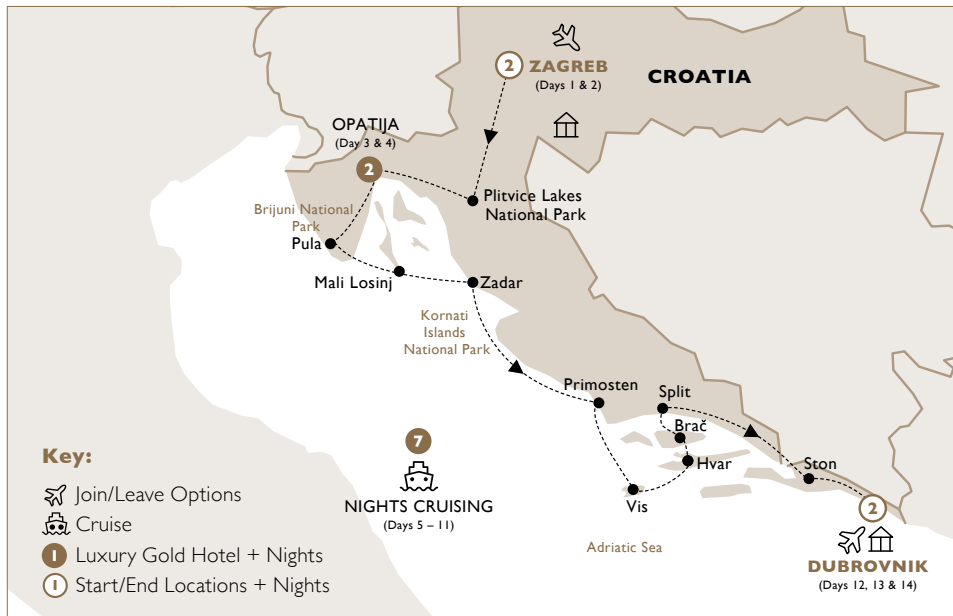 2 ZAGREB
(Days 1 & 2)
CROATIA
OPATIJA
(Day 3 & 4)
2
Plitvice Lakes
National Park
Brijuni National
Park
Pula
Mali Losinj
Zadar
Kornati
Islands
National Park
Primosten
Split
Brač
Hvar
Vis
Ston
7
NIGHTS CRUISING
(Days 5 – 11)
Adriatic Sea
2
DUBROVNIK
(Days 12, 13 & 14)
Key:
Join/Leave Options
Cruise
1 Luxury Gold Hotel + Nights
1 Start/End Locations + Nights